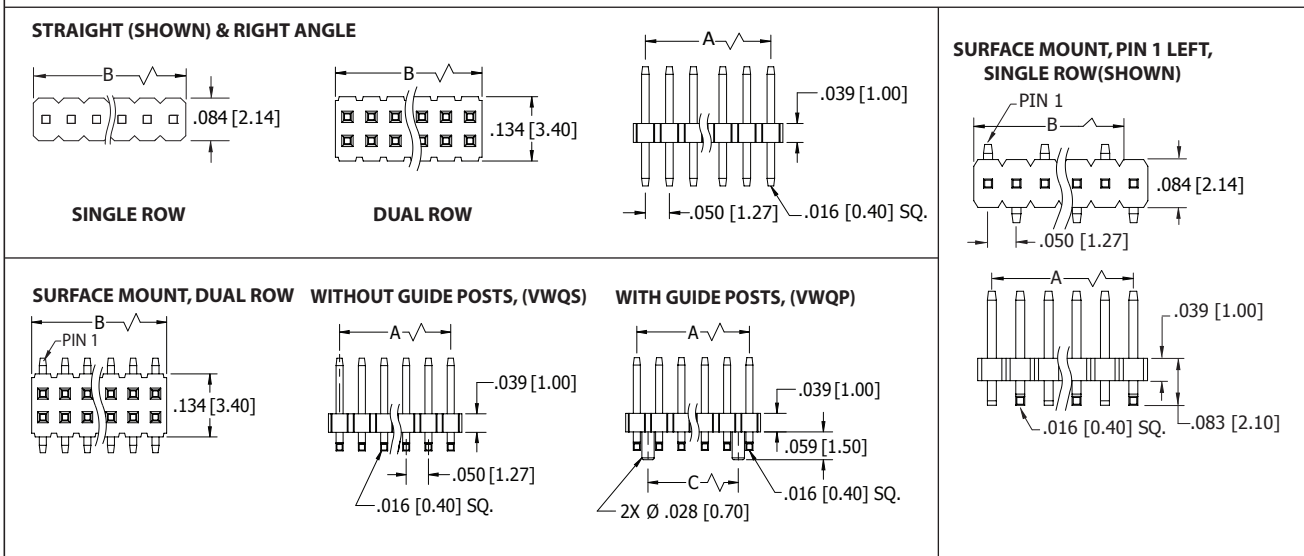 STRAIGHT (SHOWN) & RIGHT ANGLE
B
.084 [2.14]
SINGLE ROW
B
.134 [3.40]
DUAL ROW
A
.039 [1.00]
.050 [1.27]
.016 [0.40] SQ.
SURFACE MOUNT, PIN 1 LEFT,
SINGLE ROW(SHOWN)
PIN 1
B
.084 [2.14]
.050 [1.27]
A
.039 [1.00]
.016 [0.40] SQ.
.083 [2.10]
SURFACE MOUNT, DUAL ROW
B
PIN 1
.134 [3.40]
WITHOUT GUIDE POSTS, (VWQS)
A
.039 [1.00]
.050 [1.27]
.016 [0.40] SQ.
WITH GUIDE POSTS, (VWQP)
A
.039 [1.00]
.059 [1.50]
C
.016 [0.40] SQ.
2X Ø .028 [0.70]